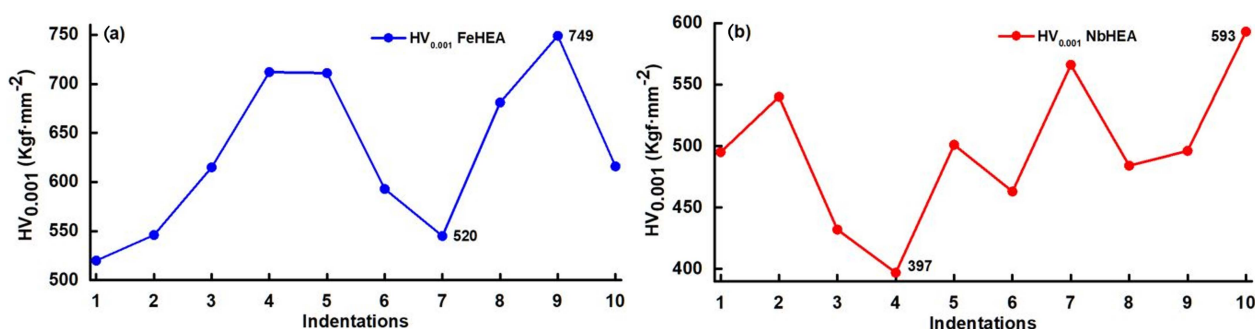 (a)
HV0.001 FeHEA
749
520
750
700
650
600
550
500
HV0.001 (Kgf·mm−2)
1 2 3 4 5 6 7 8 9 10
Indentations
(b)
HV0.001 NbHEA
593
397
600
550
500
450
400
HV0.001 (Kgf·mm−2)
1 2 3 4 5 6 7 8 9 10
Indentations